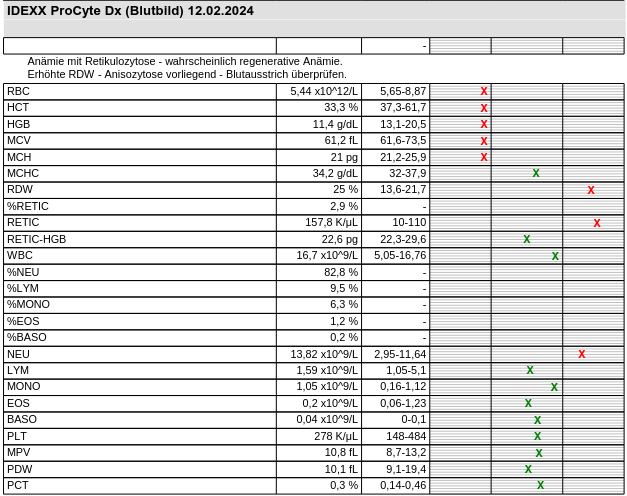 IDEXX ProCyte Dx (Blutbild) 12.02.2024
-
Anämie mit Retikulozytose - wahrscheinlich regenerative Anämie.
Erhöhte RDW - Anisozytose vorliegend - Blutausstrich überprüfen.
RBC 5,44 x10^12/L 5,65-8,87 X
HCT 33,3 % 37,3-61,7 X
HGB 11,4 g/dL 13,1-20,5 X
MCV 61,2 fL 61,6-73,5 X
MCH 21 pg 21,2-25,9 X
MCHC 34,2 g/dL 32-37,9 X
RDW 25 % 13,6-21,7 X
%RETIC 2,9 % -
RETIC 157,8 K/µL 10-110 X
RETIC-HGB 22,6 pg 22,3-29,6 X
WBC 16,7 x10^9/L 5,05-16,76 X
%NEU 82,8 % -
%LYM 9,5 % -
%MONO 6,3 % -
%EOS 1,2 % -
%BASO 0,2 % -
NEU 13,82 x10^9/L 2,95-11,64 X
LYM 1,59 x10^9/L 1,05-5,1 X
MONO 1,05 x10^9/L 0,16-1,12 X
EOS 0,2 x10^9/L 0,06-1,23 X
BASO 0,04 x10^9/L 0-0,1 X
PLT 278 K/µL 148-484 X
MPV 10,8 fL 8,7-13,2 X
PDW 10,1 fL 9,1-19,4 X
PCT 0,3 % 0,14-0,46 X